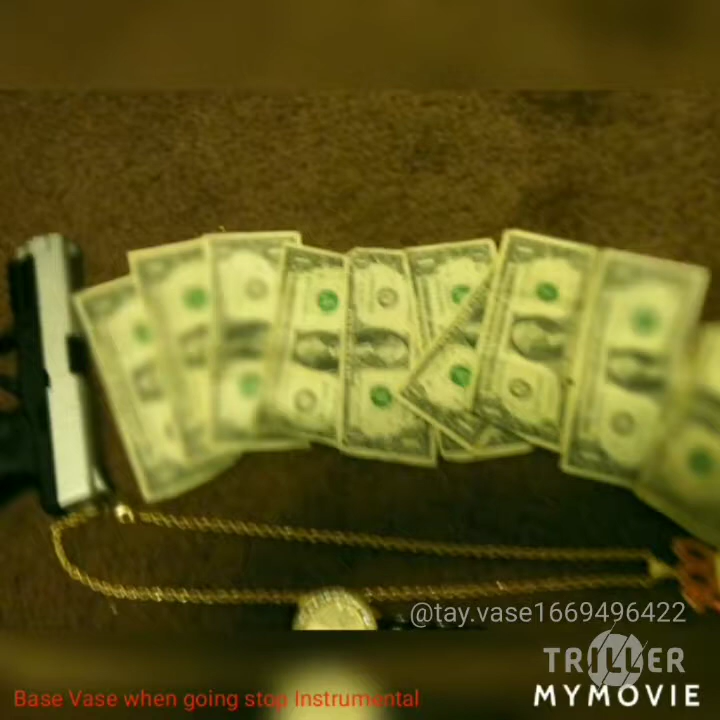 @tay.vase1669496422
TRILLER
MYMOVIE
Base Vase when going stop Instrumental